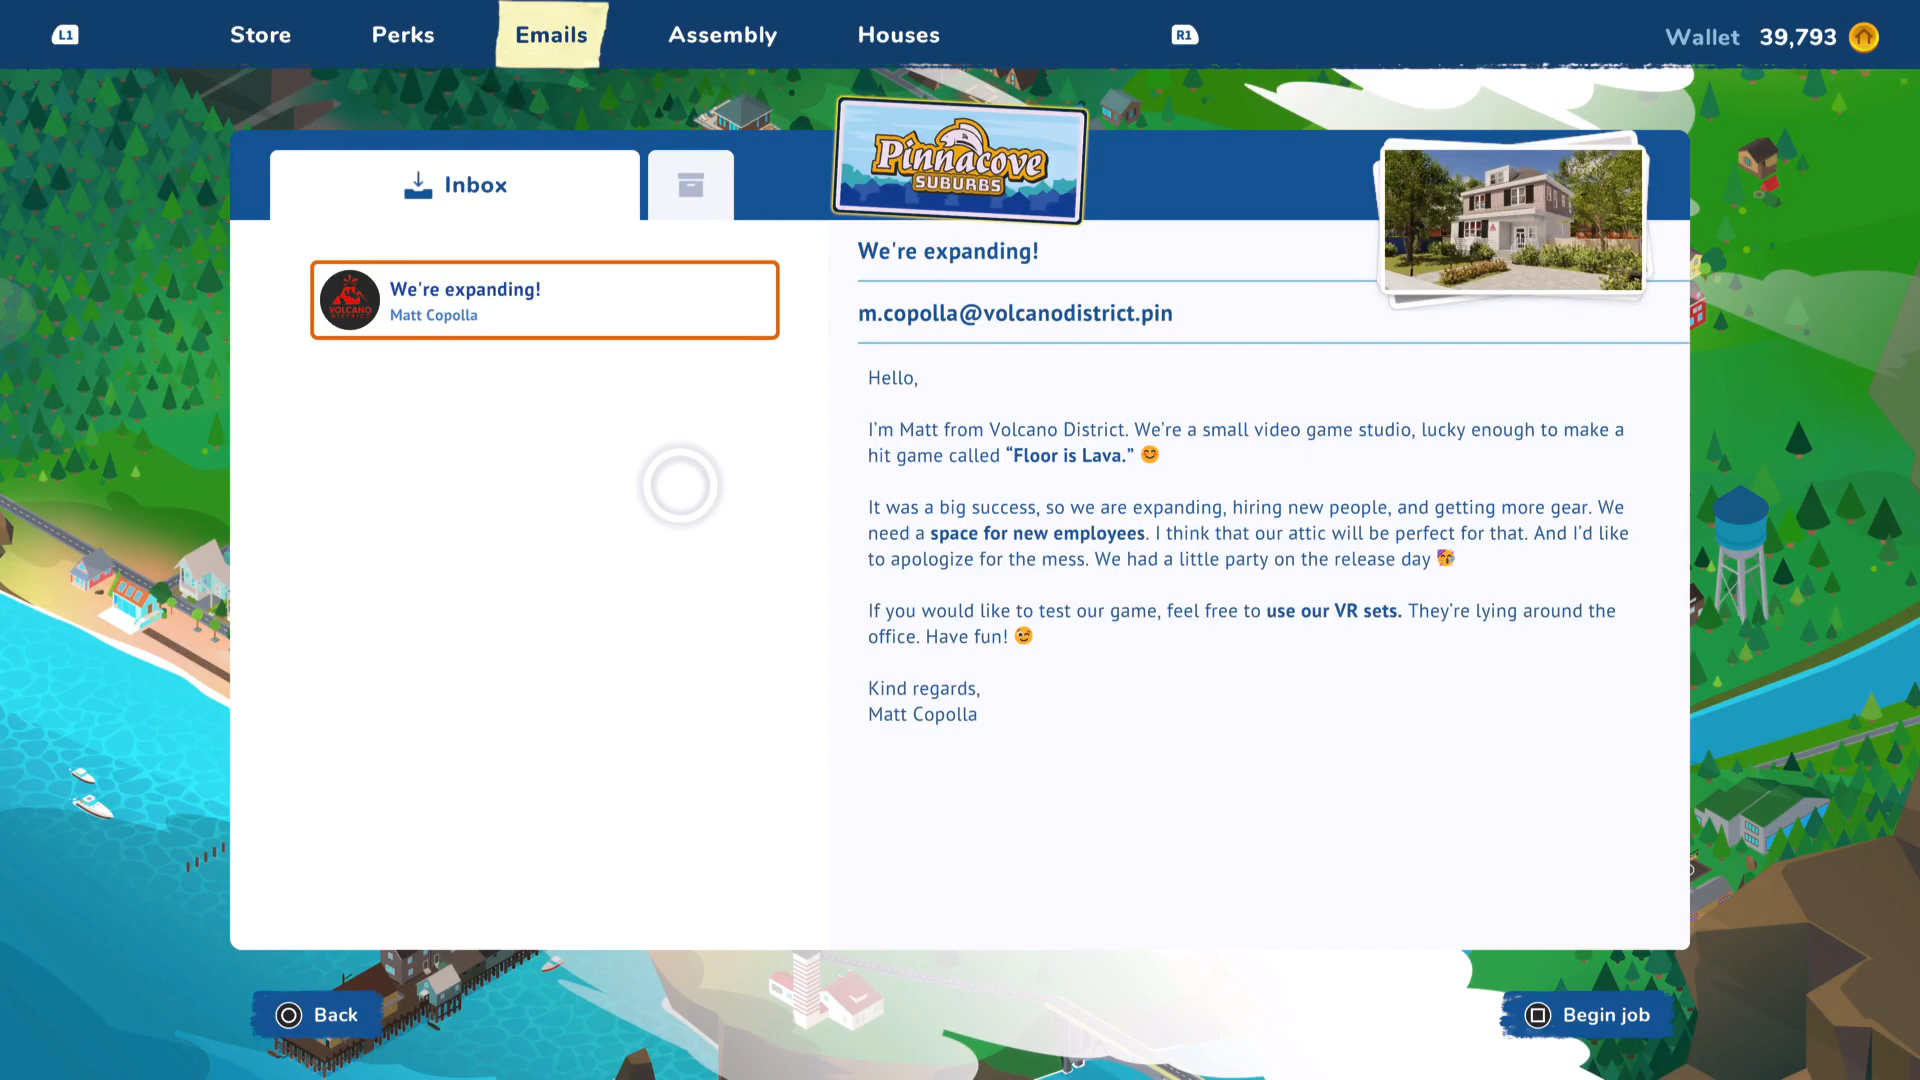 L1 Store Perks Emails Assembly Houses R1 Wallet 39,793
Inbox
Pinnacove
SUBURBS
We're expanding!
Matt Copolla
VOLCANO
DISTRICT
We're expanding!
m.copolla@volcanodistrict.pin
Hello,
I'm Matt from Volcano District. We're a small video game studio, lucky enough to make a
hit game called “Floor is Lava.” 😊
It was a big success, so we are expanding, hiring new people, and getting more gear. We
need a space for new employees. I think that our attic will be perfect for that. And I'd like
to apologize for the mess. We had a little party on the release day 🥳
If you would like to test our game, feel free to use our VR sets. They're lying around the
office. Have fun! 😊
Kind regards,
Matt Copolla
Back
Begin job